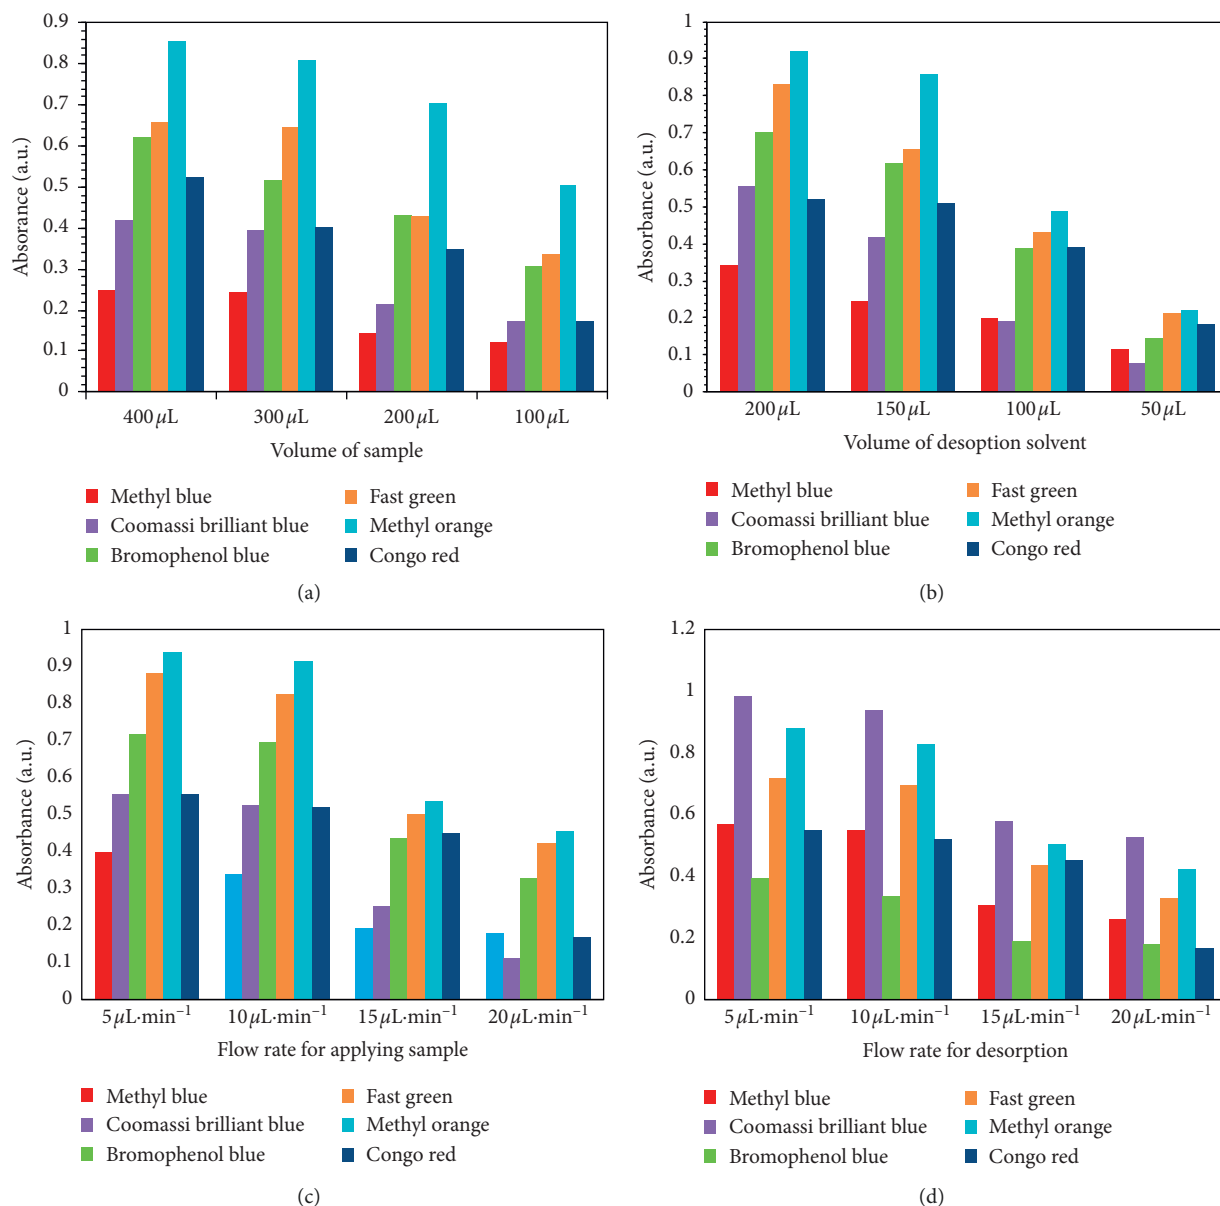 0.9
0.8
0.7
0.6
0.5
0.4
0.3
0.2
0.1
0
Absorance (a.u.)
400 μL 300 μL 200 μL 100 μL
Volume of sample
Methyl blue Fast green
Coomassi brilliant blue Methyl orange
Bromophenol blue Congo red
(a)
1
0.9
0.8
0.7
0.6
0.5
0.4
0.3
0.2
0.1
0
Absorbance (a.u.)
200 μL 150 μL 100 μL 50 μL
Volume of desoption solvent
Methyl blue Fast green
Coomassi brilliant blue Methyl orange
Bromophenol blue Congo red
(b)
1
0.9
0.8
0.7
0.6
0.5
0.4
0.3
0.2
0.1
0
Absorbance (a.u.)
5 μL·min⁻¹ 10 μL·min⁻¹ 15 μL·min⁻¹ 20 μL·min⁻¹
Flow rate for applying sample
Methyl blue Fast green
Coomassi brilliant blue Methyl orange
Bromophenol blue Congo red
(c)
1.2
1
0.8
0.6
0.4
0.2
0
Absorbance (a.u.)
5 μL·min⁻¹ 10 μL·min⁻¹ 15 μL·min⁻¹ 20 μL·min⁻¹
Flow rate for desorption
Methyl blue Fast green
Coomassi brilliant blue Methyl orange
Bromophenol blue Congo red
(d)